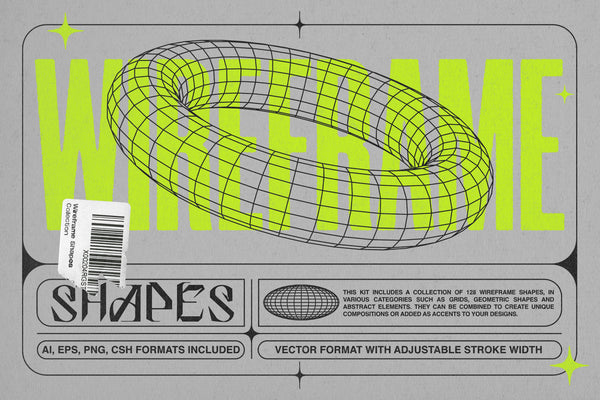 WIREFRAME
Wireframe Shapes
Collection
SHAPES
THIS KIT INCLUDES A COLLECTION OF 128 WIREFRAME SHAPES, IN
VARIOUS CATEGORIES SUCH AS GRIDS, GEOMETRIC SHAPES AND
ABSTRACT ELEMENTS. THEY CAN BE COMBINED TO CREATE UNIQUE
COMPOSITIONS OR ADDED AS ACCENTS TO YOUR DESIGNS.
AI, EPS, PNG, CSH FORMATS INCLUDED
VECTOR FORMAT WITH ADJUSTABLE STROKE WIDTH